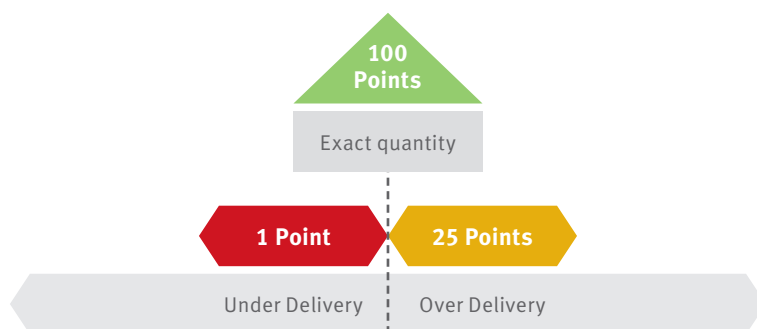 100
Points
Exact quantity
1 Point
25 Points
Under Delivery
Over Delivery